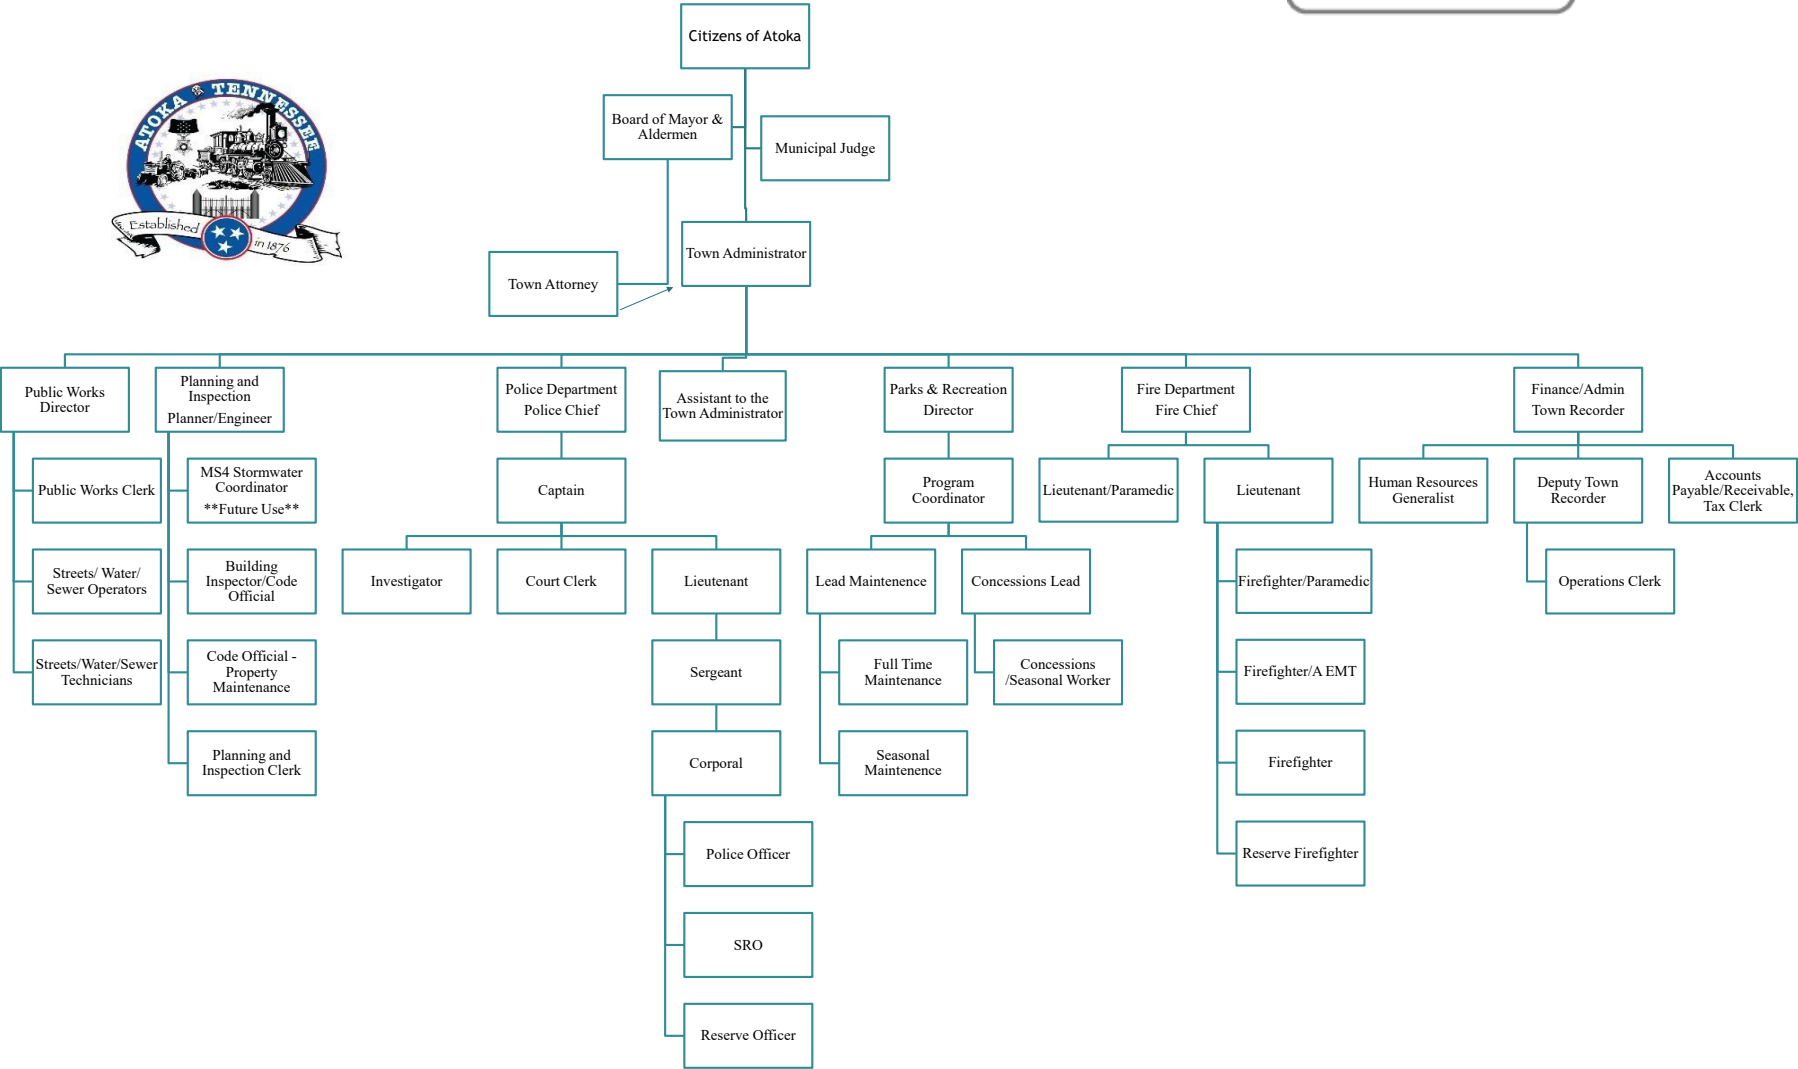 Citizens of Atoka
ATOKA TENNESSEE
Established
in 1876
Board of Mayor &
Aldermen
Municipal Judge
Town Administrator
Town Attorney
Public Works
Director
Planning and
Inspection
Planner/Engineer
Police Department
Police Chief
Assistant to the
Town Administrator
Parks & Recreation
Director
Fire Department
Fire Chief
Finance/Admin
Town Recorder
Public Works Clerk
MS4 Stormwater
Coordinator
**Future Use**
Captain
Program
Coordinator
Lieutenant/Paramedic
Lieutenant
Human Resources
Generalist
Deputy Town
Recorder
Accounts
Payable/Receivable,
Tax Clerk
Streets/ Water/
Sewer Operators
Building
Inspector/Code
Official
Investigator
Court Clerk
Lieutenant
Lead Maintenence
Concessions Lead
Firefighter/Paramedic
Operations Clerk
Streets/Water/Sewer
Technicians
Code Official -
Property
Maintenance
Sergeant
Full Time
Maintenance
Concessions
/Seasonal Worker
Firefighter/A EMT
Planning and
Inspection Clerk
Corporal
Seasonal
Maintenence
Firefighter
Police Officer
Reserve Firefighter
SRO
Reserve Officer